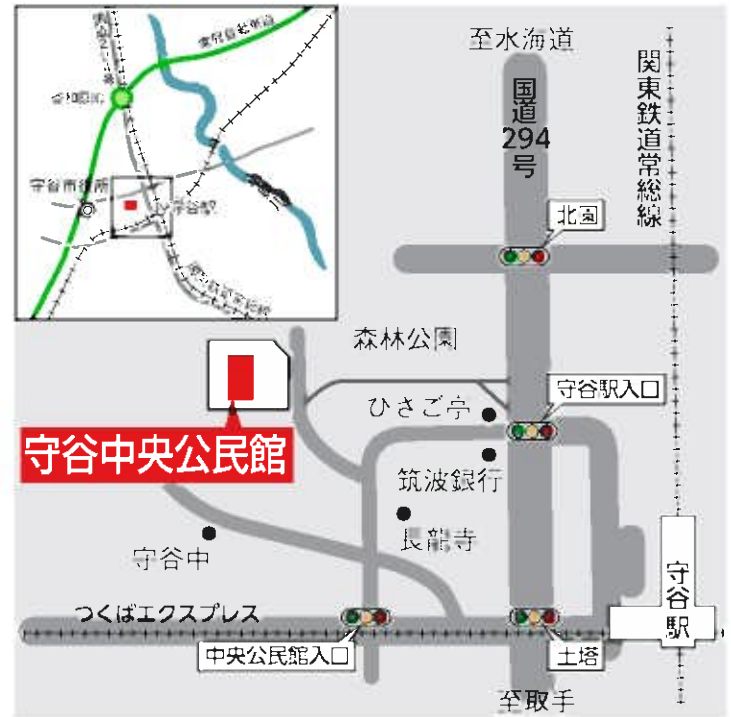 守谷市役所
守谷駅
至水海道
国道
294
号
関東鉄道常総線
北園
森林公園
守谷駅入口
ひさご亭
守谷中央公民館
筑波銀行
長龍寺
守谷中
守谷駅
つくばエクスプレス
中央公民館入口
土塔
至取手